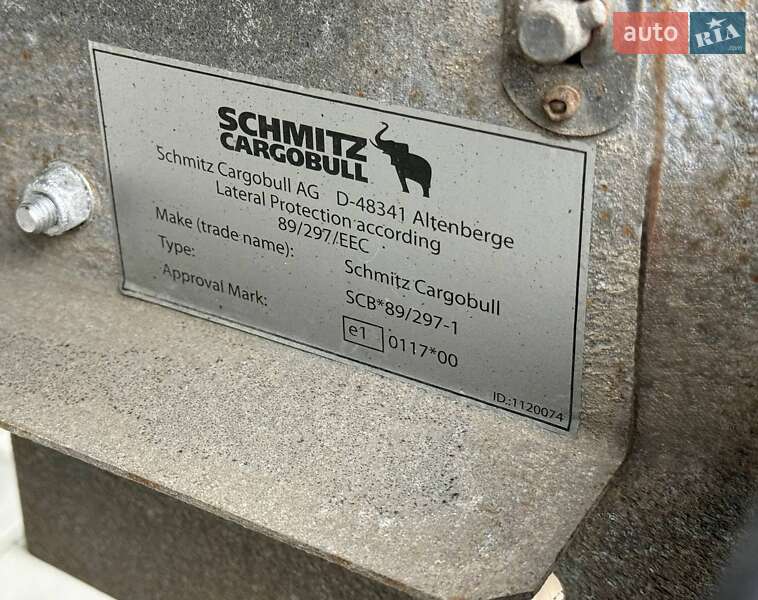 auto RIA.com
SCHMITZ
CARGOBULL
Schmitz Cargobull AG D-48341 Altenberge
Lateral Protection according
89/297/EEC
Make (trade name): Schmitz Cargobull
Type: SCB*89/297-1
Approval Mark: e1 0117*00
ID.:1120074